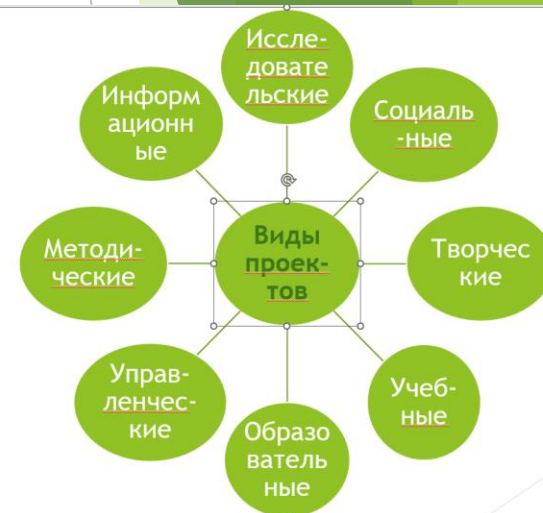 Иссле-
довате
льские
Социаль
-ные
Творчес
кие
Учеб-
ные
Образо
ватель
ные
Управ-
ленчес-
кие
Методи-
ческие
Информ
ационн
ые
Виды
проек-
тов